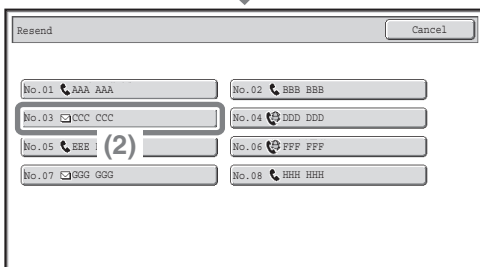 Resend Cancel
No.01 AAA AAA No.02 BBB BBB
No.03 CCC CCC No.04 DDD DDD
No.05 EEE (2) No.06 FFF FFF
No.07 GGG GGG No.08 HHH HHH